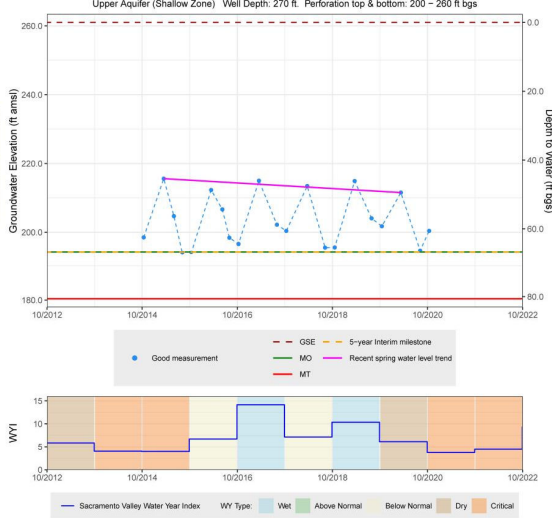 Upper Aquifer (Shallow Zone) Well Depth: 270 ft. Perforation top & bottom: 200 − 260 ft bgs
260.0
240.0
220.0
200.0
180.0
Groundwater Elevation (ft amsl)
0.0
20.0
40.0
60.0
80.0
Depth to Water (ft bgs)
10/2012 10/2014 10/2016 10/2018 10/2020 10/2022
Good measurement
GSE
MO
MT
5−year Interim milestone
Recent spring water level trend
15
10
5
0
WYI
10/2012 10/2014 10/2016 10/2018 10/2020 10/2022
Sacramento Valley Water Year Index WY Type: Wet Above Normal Below Normal Dry Critical